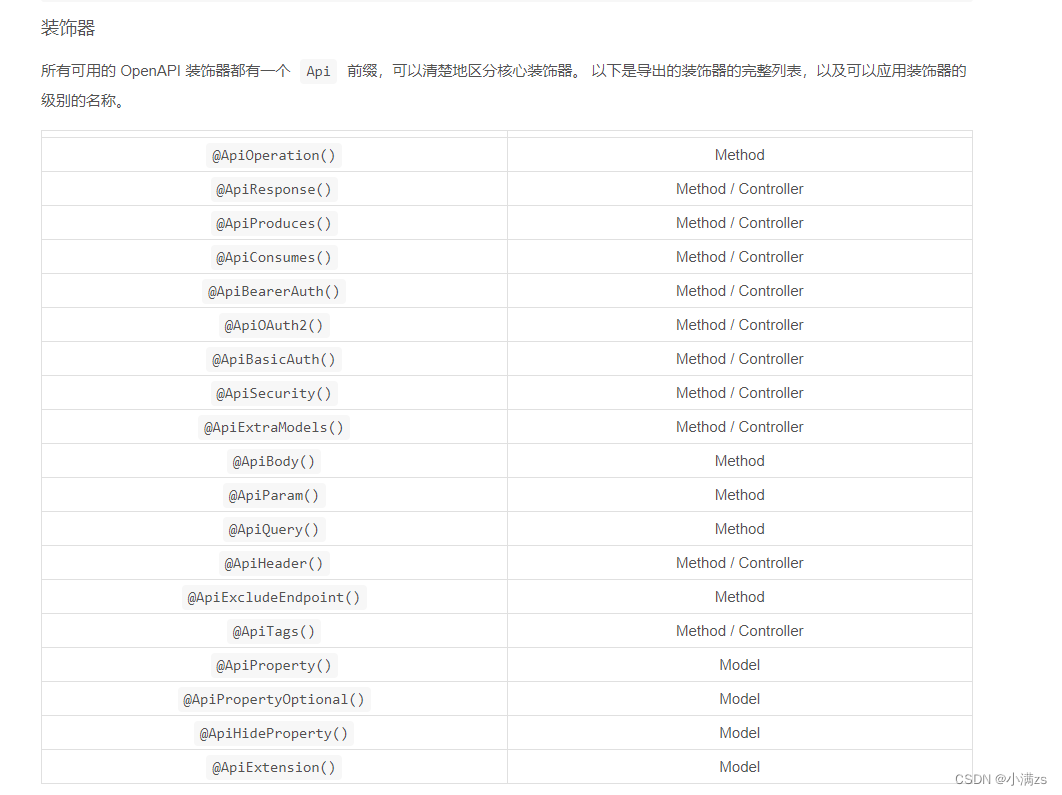 装饰器
所有可用的 OpenAPI 装饰器都有一个 Api 前缀，可以清楚地区分核心装饰器。 以下是导出的装饰器的完整列表，以及可以应用装饰器的
级别的名称。
@ApiOperation() Method
@ApiResponse() Method / Controller
@ApiProduces() Method / Controller
@ApiConsumes() Method / Controller
@ApiBearerAuth() Method / Controller
@ApiOAuth2() Method / Controller
@ApiBasicAuth() Method / Controller
@ApiSecurity() Method / Controller
@ApiExtraModels() Method / Controller
@ApiBody() Method
@ApiParam() Method
@ApiQuery() Method
@ApiHeader() Method / Controller
@ApiExcludeEndpoint() Method
@ApiTags() Method / Controller
@ApiProperty() Model
@ApiPropertyOptional() Model
@ApiHideProperty() Model
@ApiExtension() Model
CSDN @小满zs